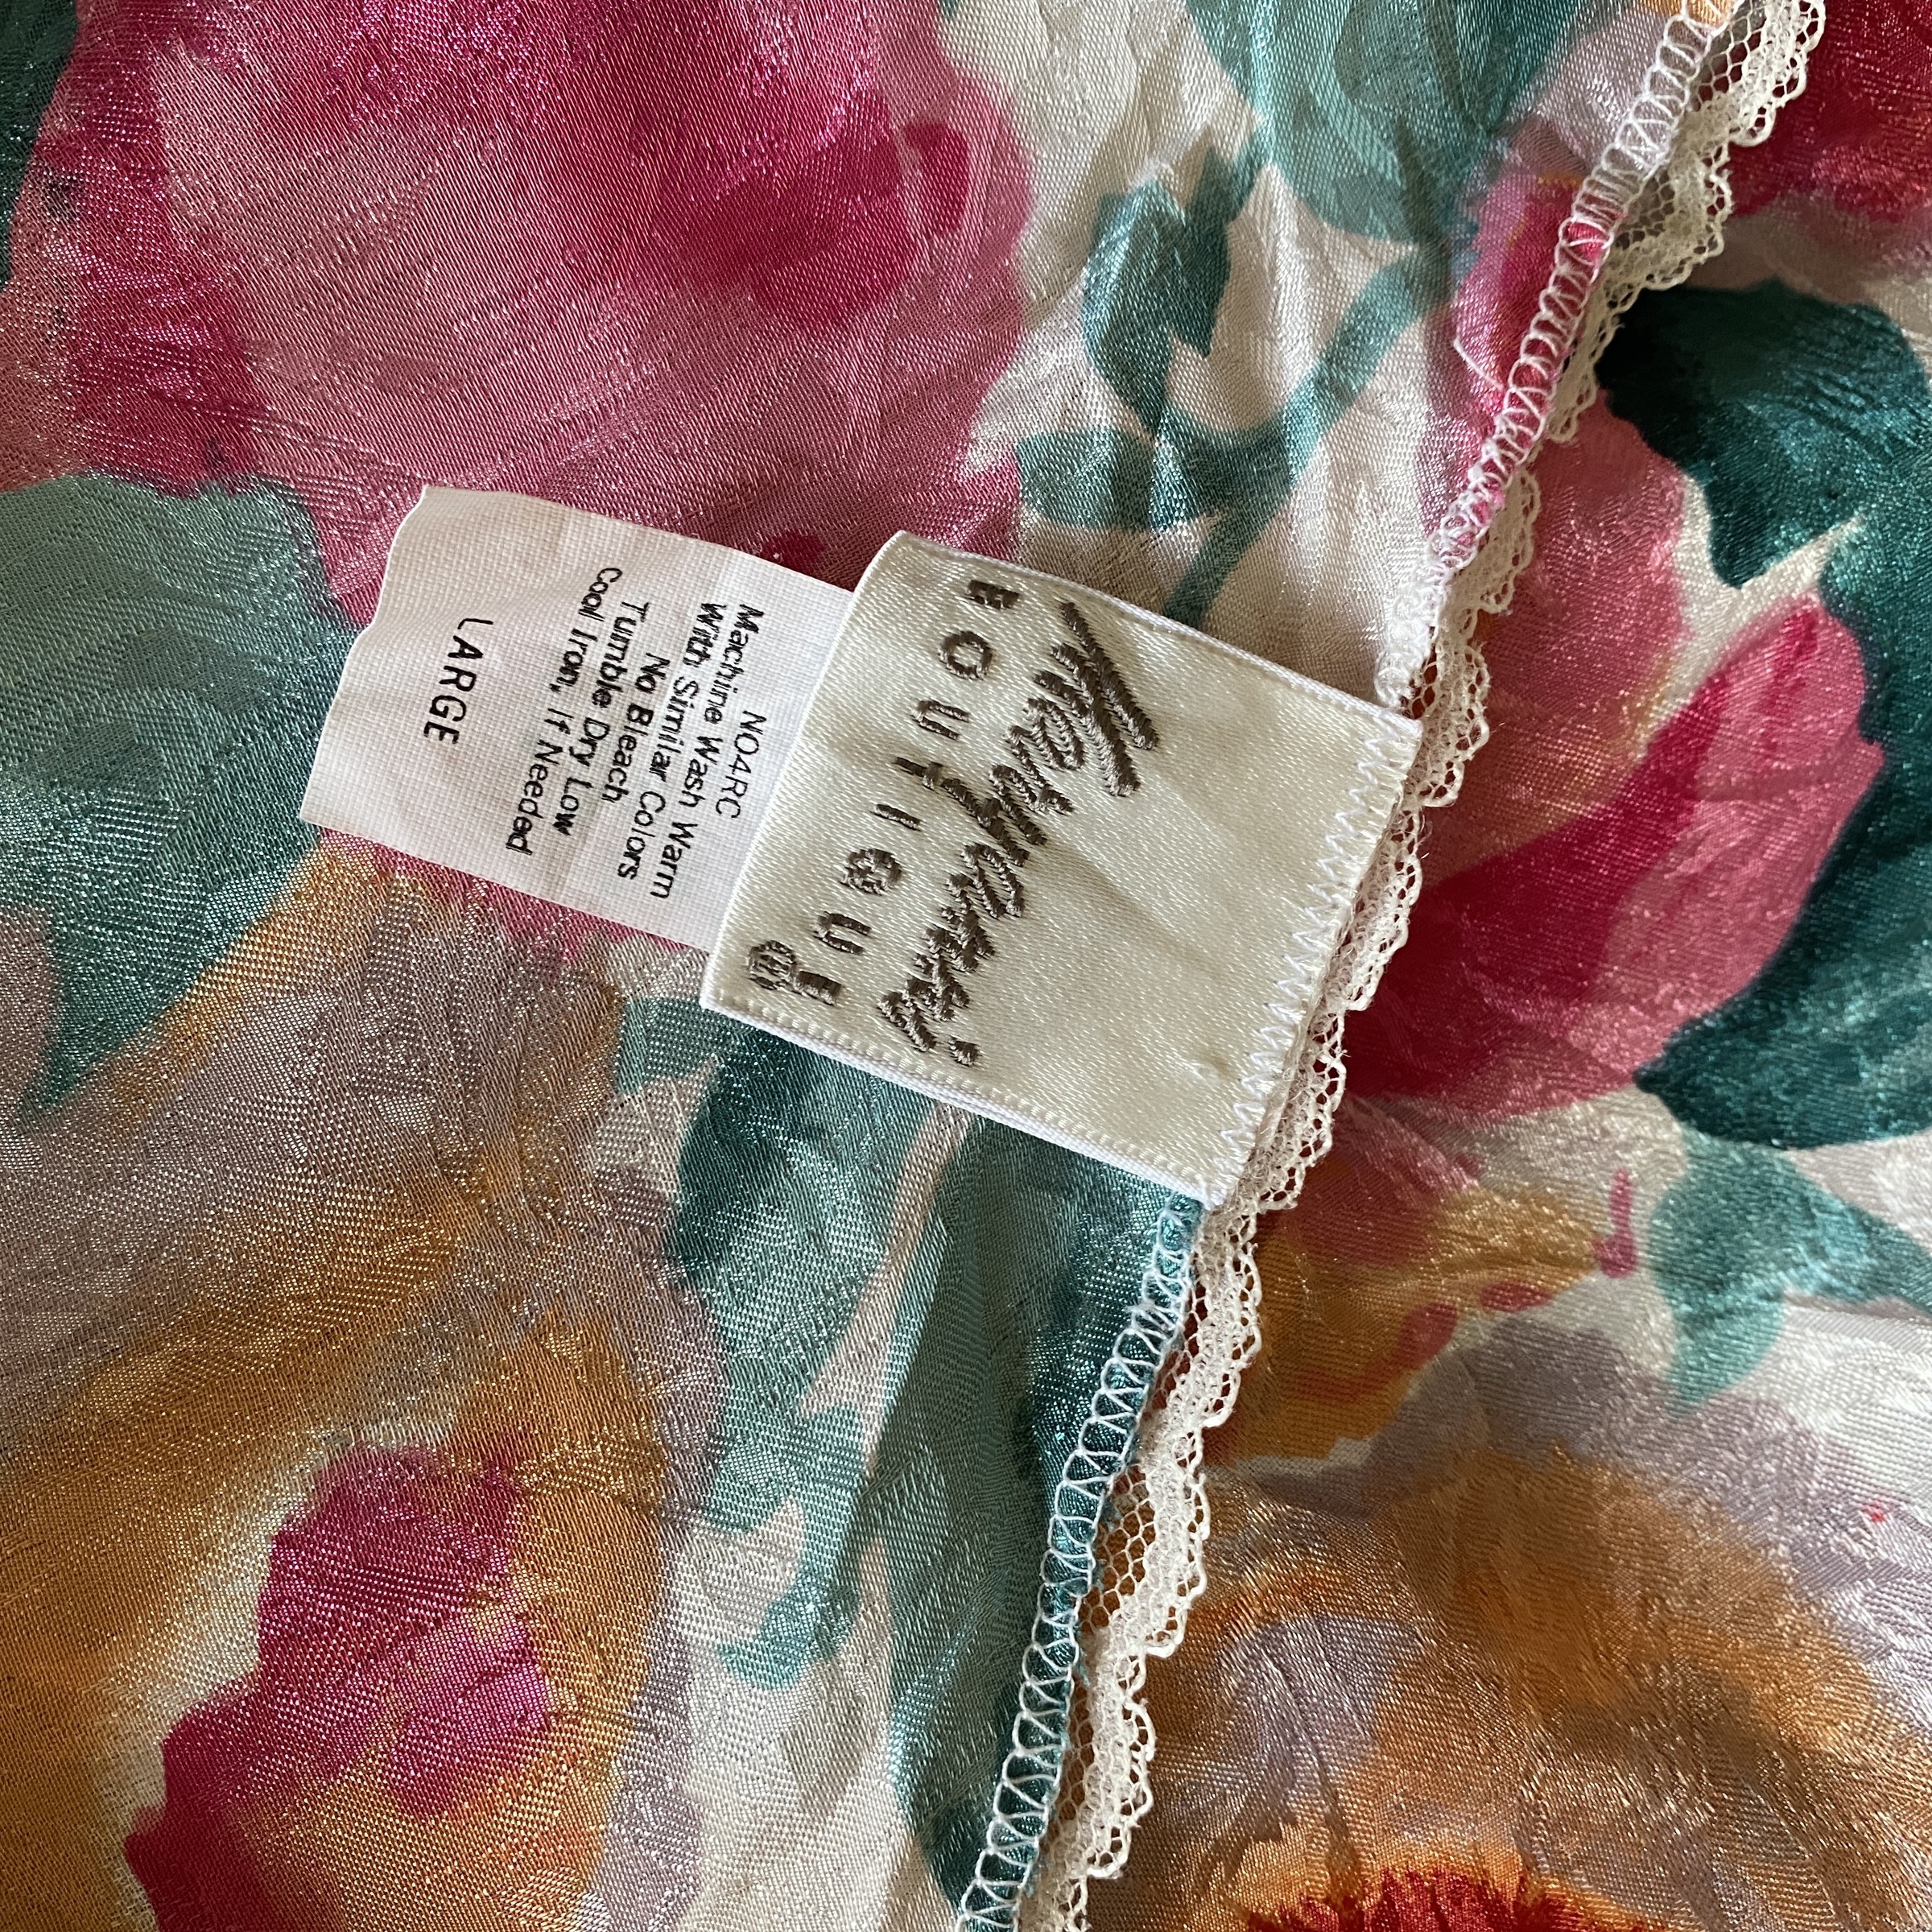 BOUTIQUE
®
NO4RC
Machine Wash Warm
With Similar Colors
No Bleach
Tumble Dry Low
Cool Iron, If Needed
LARGE